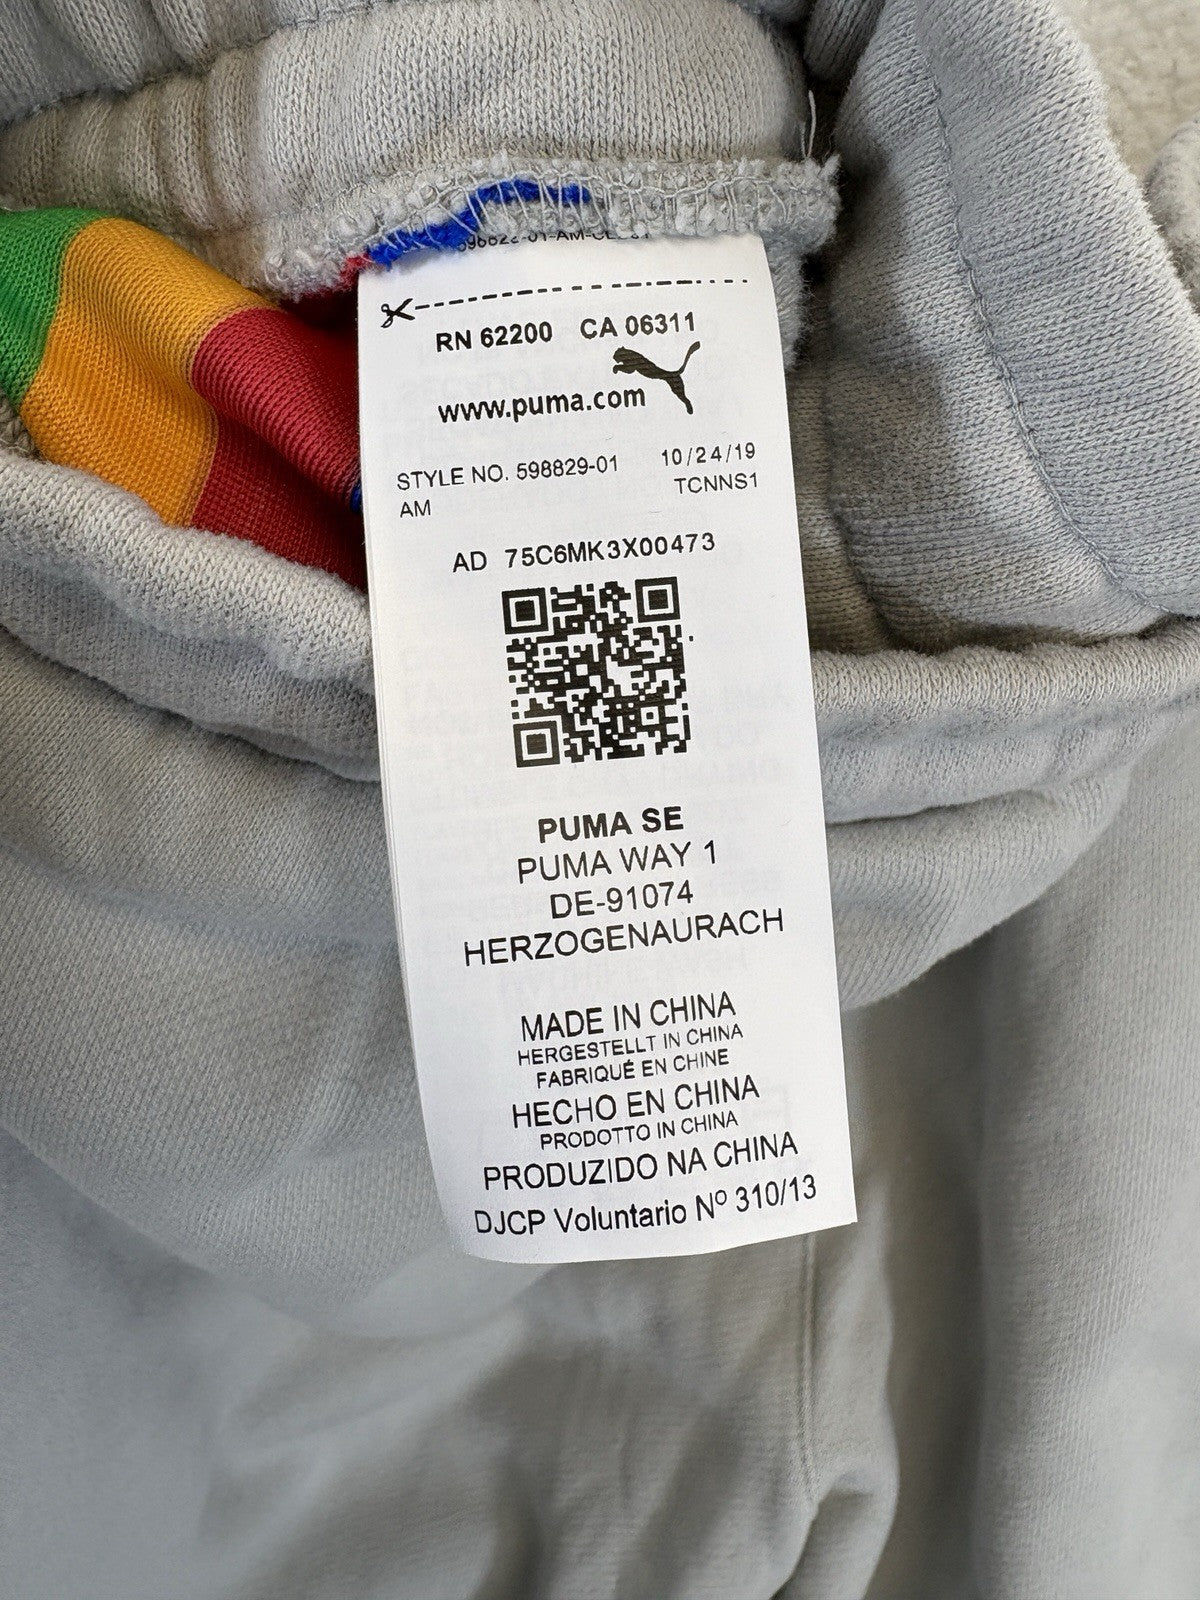 RN 62200 CA 06311
www.puma.com
STYLE NO. 598829-01 10/24/19
AM TCNNS1
AD 75C6MK3X00473
PUMA SE
PUMA WAY 1
DE-91074
HERZOGENAURACH
MADE IN CHINA
HERGESTELLT IN CHINA
FABRIQUÉ EN CHINE
HECHO EN CHINA
PRODOTTO IN CHINA
PRODUZIDO NA CHINA
DJCP Voluntario Nº 310/13